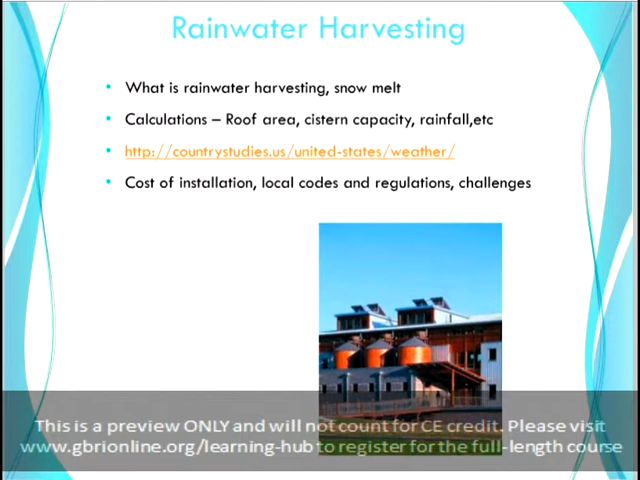 Rainwater Harvesting
What is rainwater harvesting, snow melt
Calculations – Roof area, cistern capacity, rainfall,etc
http://countrystudies.us/united-states/weather/
Cost of installation, local codes and regulations, challenges
This is a preview ONLY and will not count for CE credit. Please visit
www.gbrionline.org/learning-hub to register for the full-length course